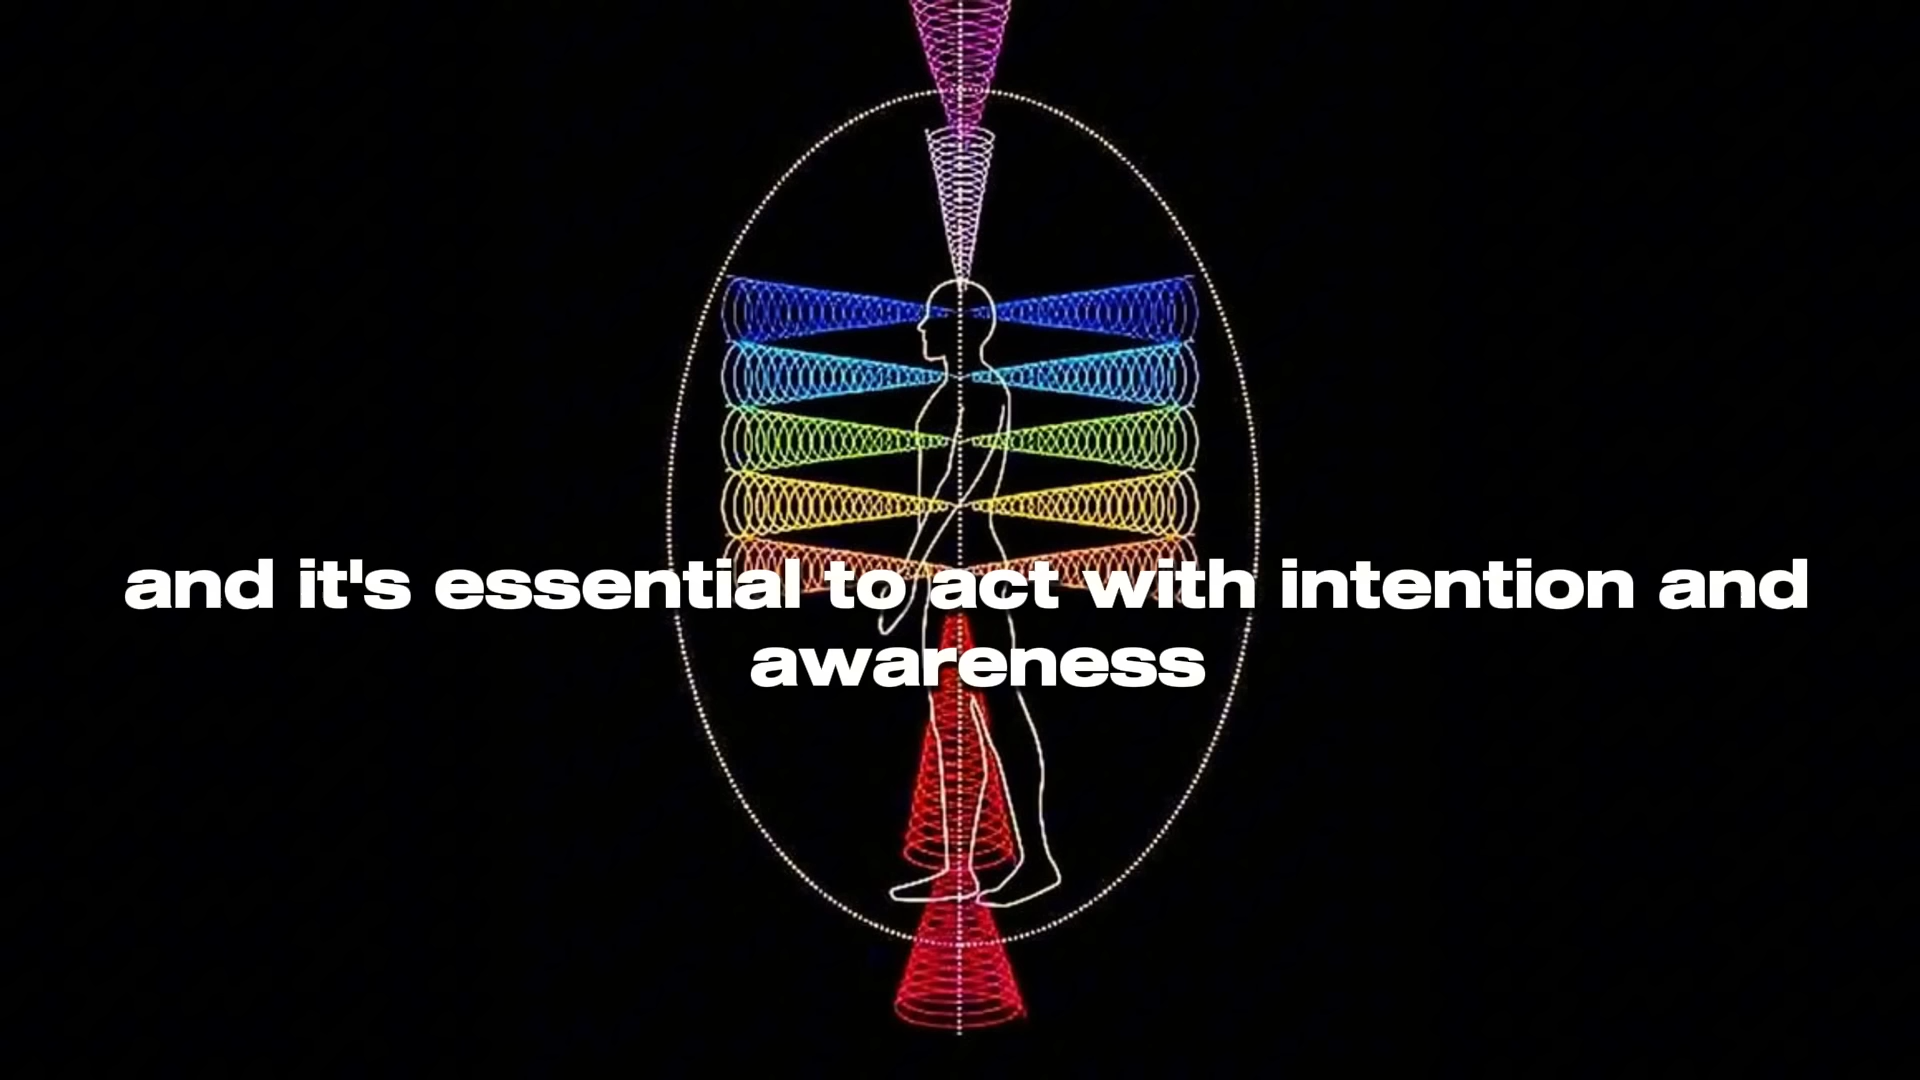 and it's essential to act with intention and
awareness